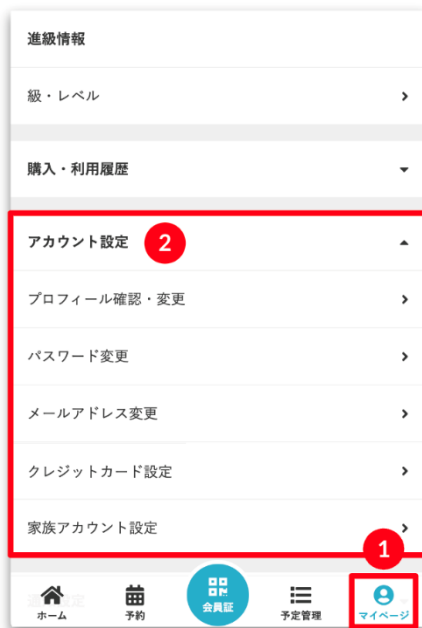 進級情報
級・レベル
購入・利用履歴
アカウント設定 2
プロフィール確認・変更
パスワード変更
メールアドレス変更
クレジットカード設定
家族アカウント設定
1
ホーム
予約
会員証
予定管理
マイページ